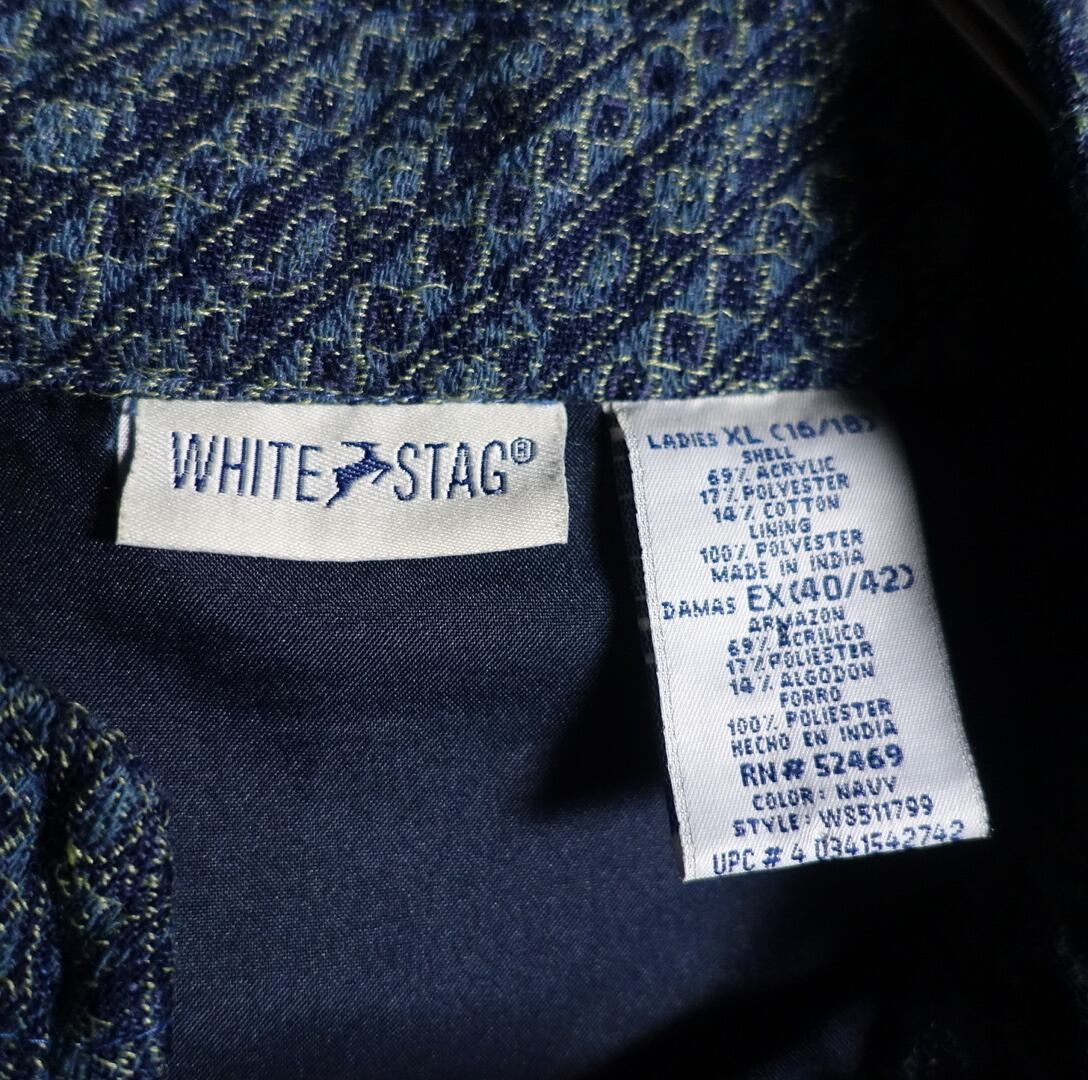 WHITE STAG®
LADIES XL (16/18)
SHELL
69% ACRYLIC
17% POLYESTER
14% COTTON
LINING
100% POLYESTER
MADE IN INDIA
DAMAS EX(40/42)
ARMAZON
69% ACRILICO
17% POLIESTER
14% ALGODON
FORRO
100% POLIESTER
HECHO EN INDIA
RN# 52469
COLOR: NAVY
STYLE: WS511799
UPC # 4 0341542742